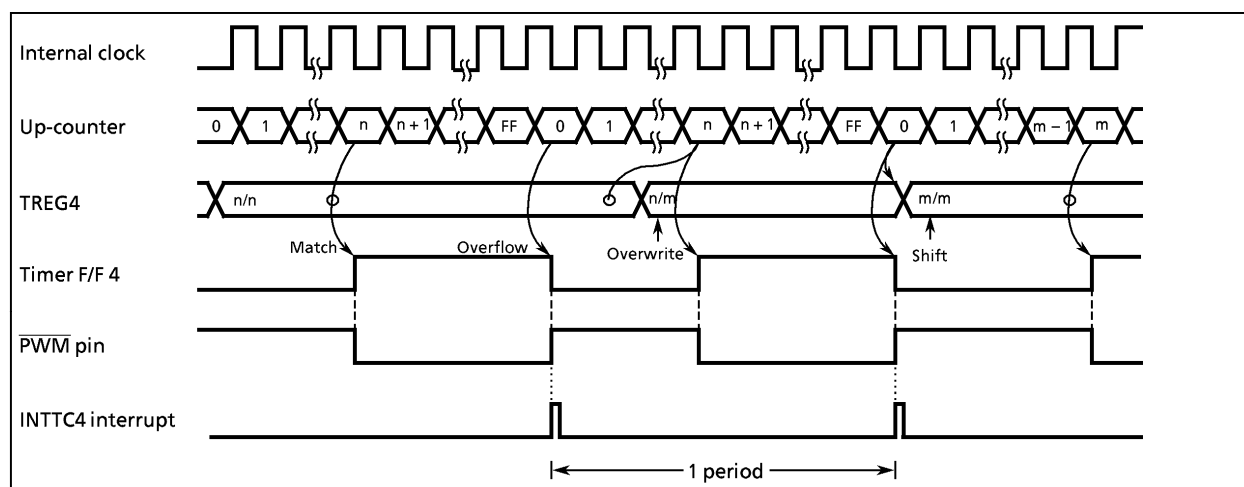 Internal clock
Up-counter 0 1 n n + 1 FF 0 1 n n + 1 FF 0 1 m − 1 m
TREG4 n/n n/m m/m
Match Overflow Overwrite Shift
Timer F/F 4
PWM pin
INTTC4 interrupt
1 period